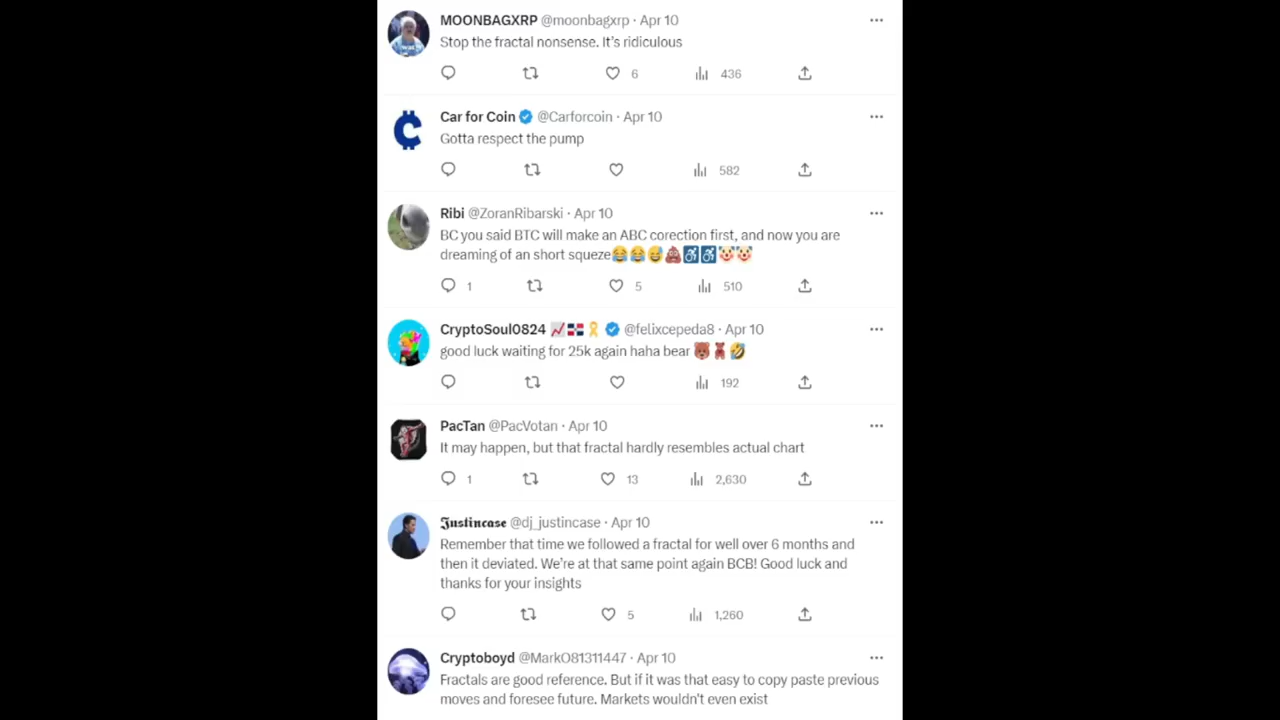 MOONBAGXRP @moonbagxrp · Apr 10
Stop the fractal nonsense. It's ridiculous
6 436
Car for Coin @Carforcoin · Apr 10
Gotta respect the pump
582
Ribi @ZoranRibarski · Apr 10
BC you said BTC will make an ABC corection first, and now you are
dreaming of an short squeze😂😂😅💩♿♿🤡🤡
1 5 510
CryptoSoul0824 📈🇩🇴🎗️ @felixcepeda8 · Apr 10
good luck waiting for 25k again haha bear 🐻🧸🤣
192
PacTan @PacVotan · Apr 10
It may happen, but that fractal hardly resembles actual chart
1 13 2,630
𝕵𝖚𝖘𝖙𝖎𝖓𝖈𝖆𝖘𝖊 @dj_justincase · Apr 10
Remember that time we followed a fractal for well over 6 months and
then it deviated. We're at that same point again BCB! Good luck and
thanks for your insights
5 1,260
Cryptoboyd @MarkO81311447 · Apr 10
Fractals are good reference. But if it was that easy to copy paste previous
moves and foresee future. Markets wouldn't even exist